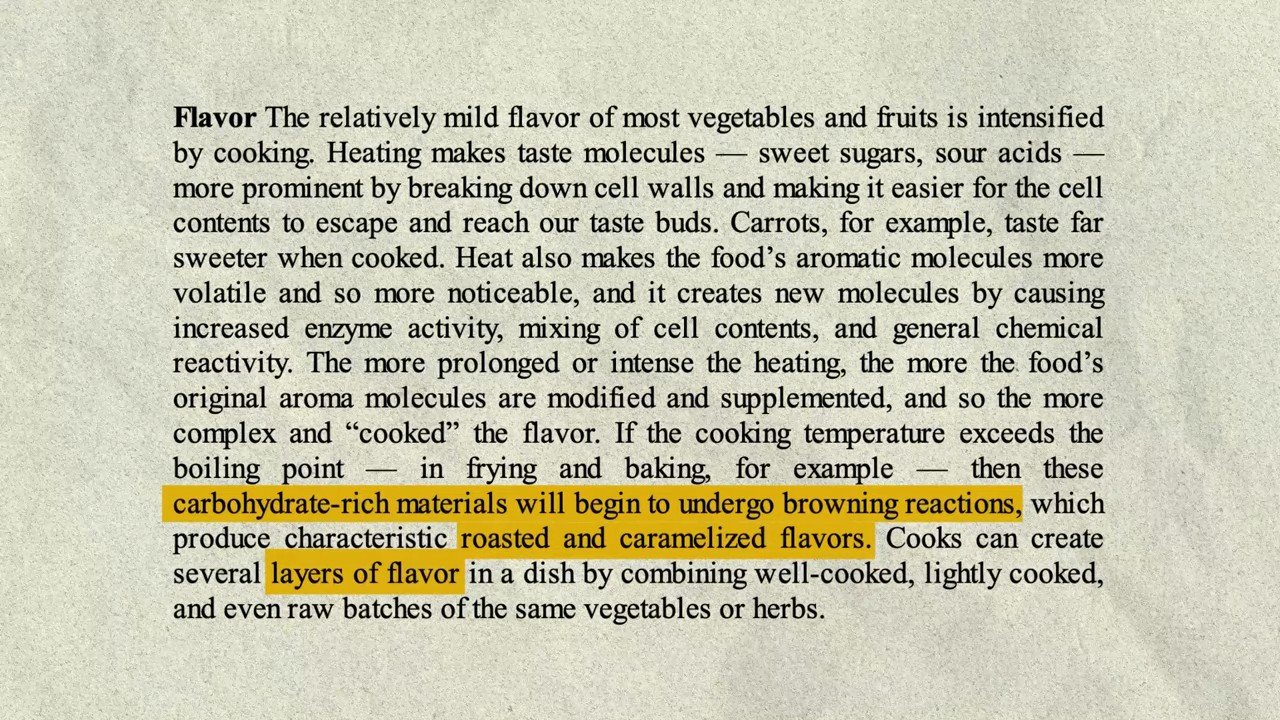 Flavor The relatively mild flavor of most vegetables and fruits is intensified
by cooking. Heating makes taste molecules — sweet sugars, sour acids —
more prominent by breaking down cell walls and making it easier for the cell
contents to escape and reach our taste buds. Carrots, for example, taste far
sweeter when cooked. Heat also makes the food’s aromatic molecules more
volatile and so more noticeable, and it creates new molecules by causing
increased enzyme activity, mixing of cell contents, and general chemical
reactivity. The more prolonged or intense the heating, the more the food’s
original aroma molecules are modified and supplemented, and so the more
complex and “cooked” the flavor. If the cooking temperature exceeds the
boiling point — in frying and baking, for example — then these
carbohydrate-rich materials will begin to undergo browning reactions, which
produce characteristic roasted and caramelized flavors. Cooks can create
several layers of flavor in a dish by combining well-cooked, lightly cooked,
and even raw batches of the same vegetables or herbs.